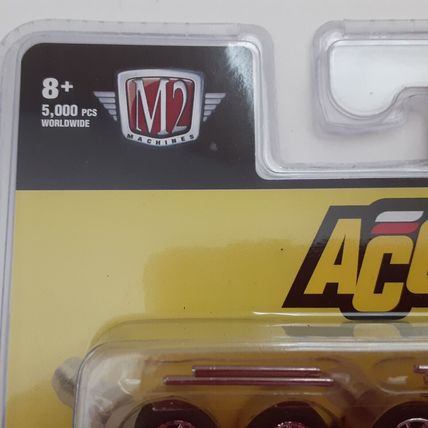 8+
5,000 PCS
WORLDWIDE
M2
MACHINES